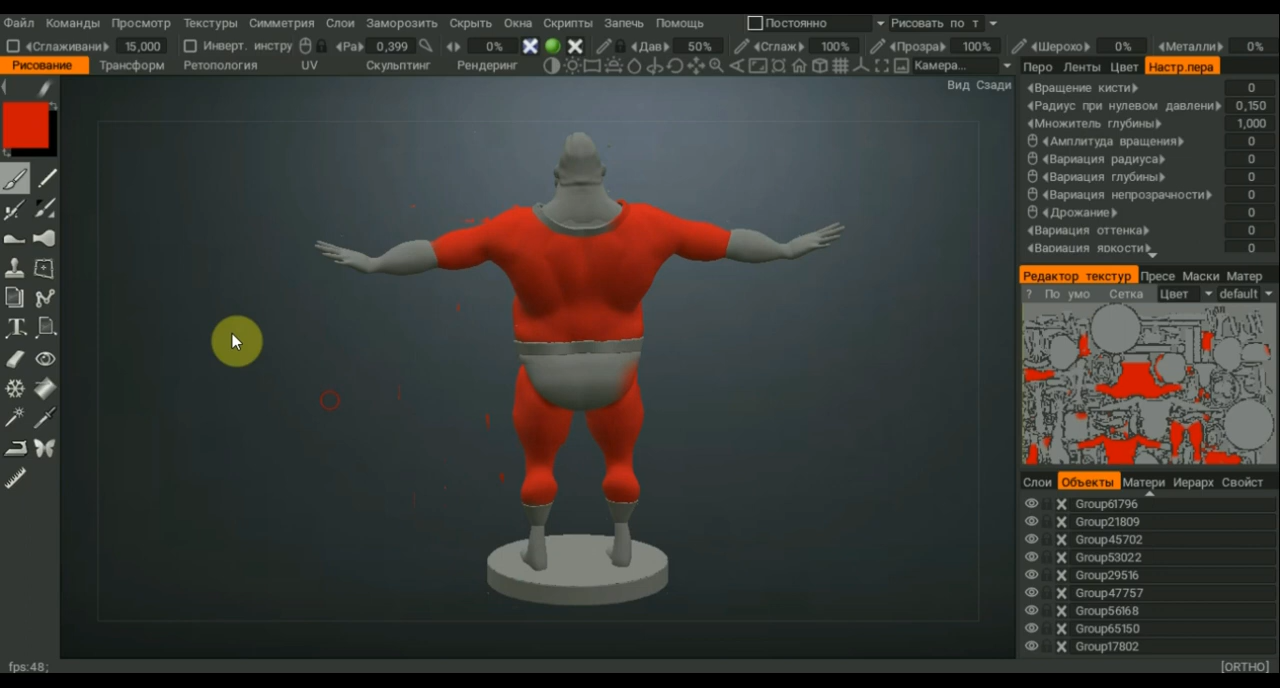 Файл Команды Просмотр Текстуры Симметрия Слои Заморозить Скрыть Окна Скрипты Запечь Помощь Постоянно Рисовать по т
Сглаживани 15,000 Инверт. инстру Ра 0,399 0% Дав 50% Сглаж 100% Прозра 100% Шерохо 0% Металли 0%
Рисование Трансформ Ретопология UV Скульптинг Рендеринг Камера... Перо Ленты Цвет Настр.пера
Вид Сзади
Вращение кисти 0
Радиус при нулевом давлени 0,150
Множитель глубины 1,000
Амплитуда вращения 0
Вариация радиуса 0
Вариация глубины 0
Вариация непрозрачности 0
Дрожание 0
Вариация оттенка 0
Вариация яркости 0
Редактор текстур Пресе Маски Матер
? По умо Сетка Цвет default
Слои Объекты Матери Иерарх Свойст
Group61796
Group21809
Group45702
Group53022
Group29516
Group47757
Group56168
Group65150
Group17802
fps:48; [ORTHO]